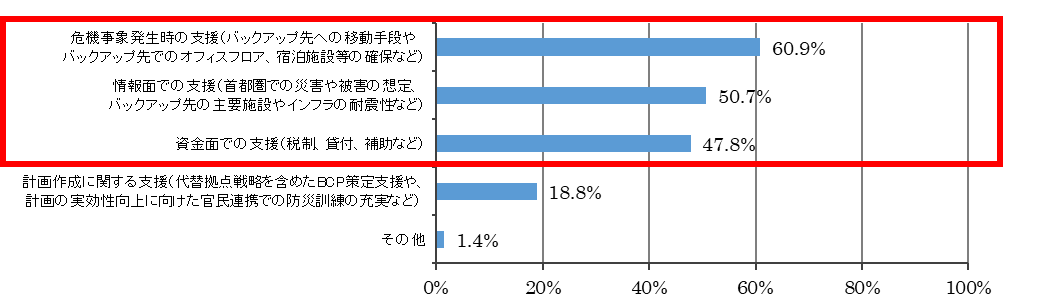 危機事象発生時の支援(バックアップ先への移動手段や
バックアップ先でのオフィスフロア、宿泊施設等の確保など)
60.9%
情報面での支援(首都圏での災害や被害の想定、
バックアップ先の主要施設やインフラの耐震性など)
50.7%
資金面での支援(税制、貸付、補助など)
47.8%
計画作成に関する支援(代替拠点戦略を含めたBCP策定支援や、
計画の実効性向上に向けた官民連携での防災訓練の充実など)
18.8%
その他
1.4%
0% 20% 40% 60% 80% 100%